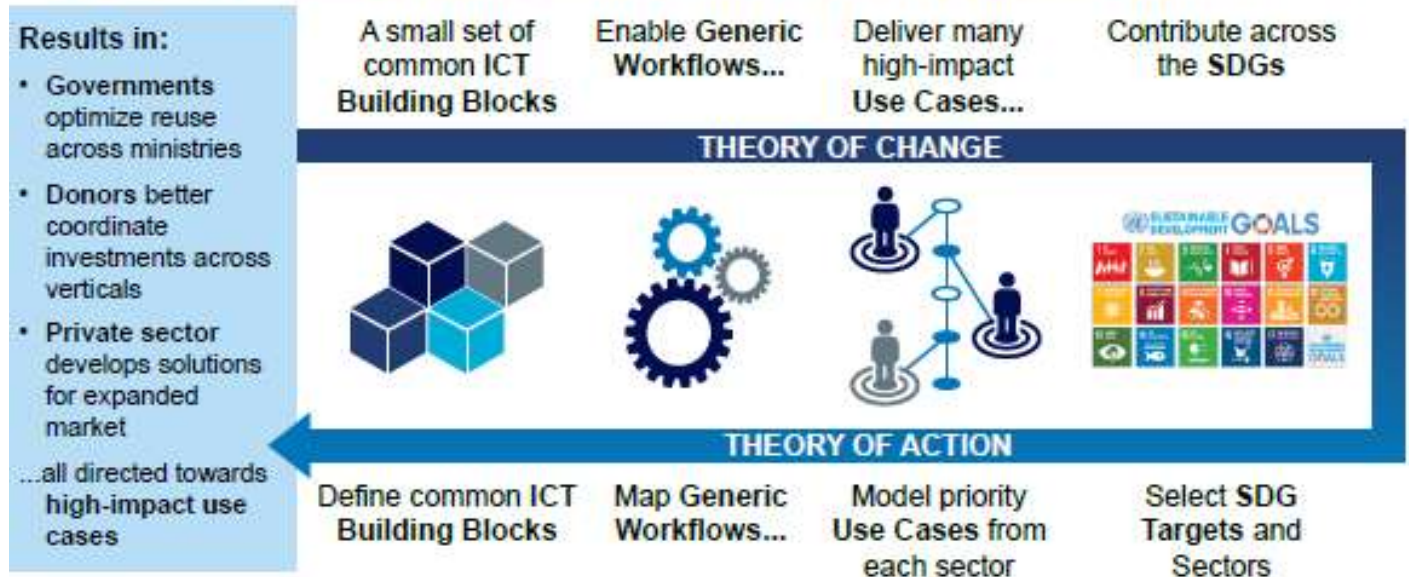 Results in:
• Governments
optimize reuse
across ministries
• Donors better
coordinate
investments across
verticals
• Private sector
develops solutions
for expanded
market
...all directed towards
high-impact use
cases
A small set of
common ICT
Building Blocks
Enable Generic
Workflows...
Deliver many
high-impact
Use Cases...
Contribute across
the SDGs
THEORY OF CHANGE
SUSTAINABLE
DEVELOPMENT GOALS
THEORY OF ACTION
Define common ICT
Building Blocks
Map Generic
Workflows...
Model priority
Use Cases from
each sector
Select SDG
Targets and
Sectors